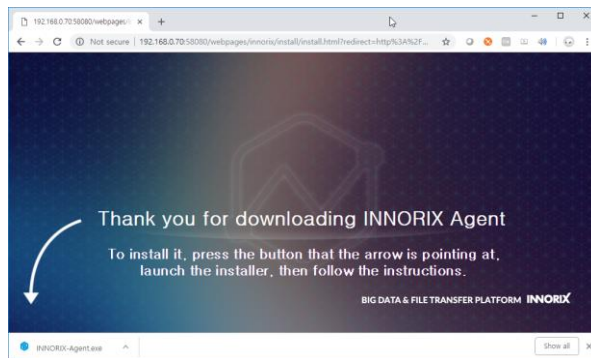 192.168.0.70:58080/webpages/i
Not secure | 192.168.0.70:58080/webpages/innorix/install/install.html?redirect=http%3A%2F...
Thank you for downloading INNORIX Agent
To install it, press the button that the arrow is pointing at,
launch the installer, then follow the instructions.
BIG DATA & FILE TRANSFER PLATFORM INNORIX
INNORIX-Agent.exe
Show all